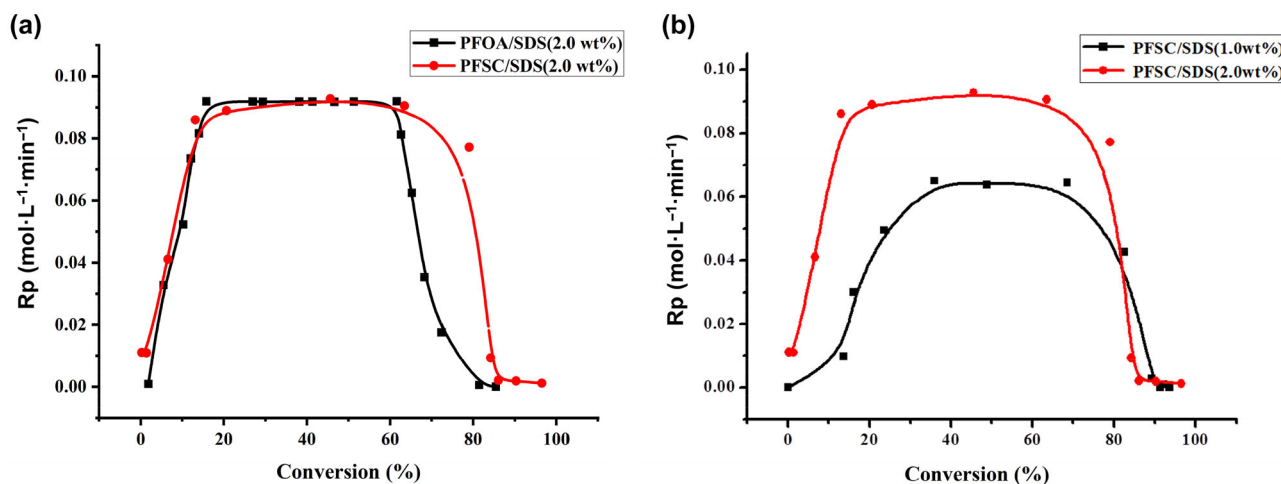 (a)
PFOA/SDS(2.0 wt%)
PFSC/SDS(2.0 wt%)
Rp (mol·L⁻¹·min⁻¹)
0.10
0.08
0.06
0.04
0.02
0.00
0 20 40 60 80 100
Conversion (%)
(b)
PFSC/SDS(1.0wt%)
PFSC/SDS(2.0wt%)
Rp (mol·L⁻¹·min⁻¹)
0.10
0.08
0.06
0.04
0.02
0.00
0 20 40 60 80 100
Conversion (%)